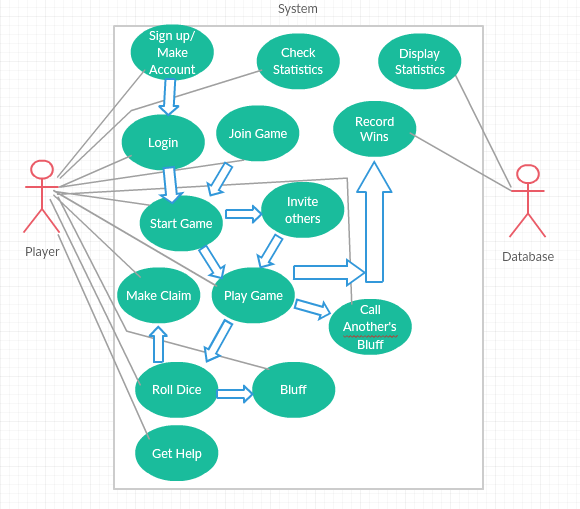 System
Sign up/
Make
Account
Check
Statistics
Display
Statistics
Login
Join Game
Record
Wins
Player
Start Game
Invite
others
Database
Make Claim
Play Game
Call
Another's
Bluff
Roll Dice
Bluff
Get Help